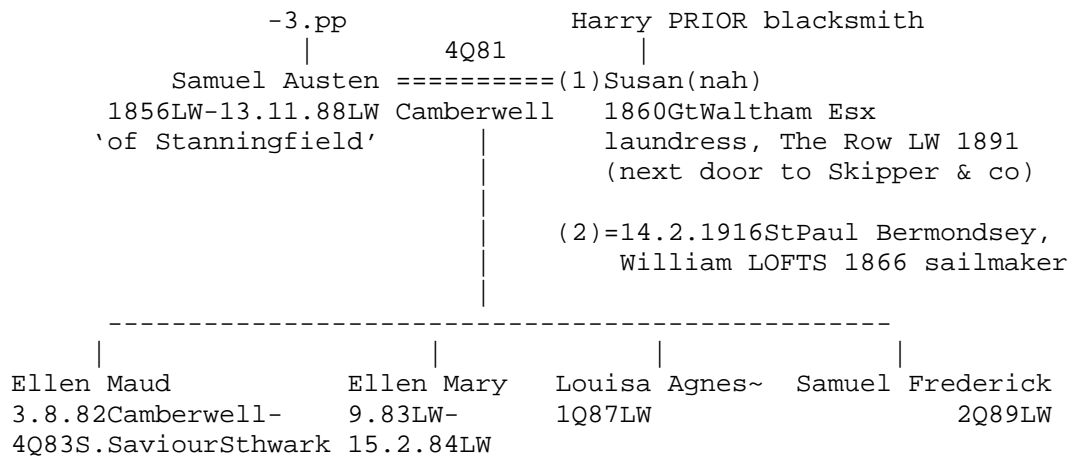 -3.pp Harry PRIOR blacksmith
| 4Q81 |
Samuel Austen ==========(1)Susan(nah)
1856LW-13.11.88LW Camberwell 1860GtWaltham Esx
‘of Stanningfield’ | laundress, The Row LW 1891
| (next door to Skipper & co)
|
| (2)=14.2.1916StPaul Bermondsey,
| William LOFTS 1866 sailmaker
|
-------------------------------------------------
| | | |
Ellen Maud Ellen Mary Louisa Agnes~ Samuel Frederick
3.8.82Camberwell- 9.83LW- 1Q87LW 2Q89LW
4Q83S.SaviourSthwark 15.2.84LW